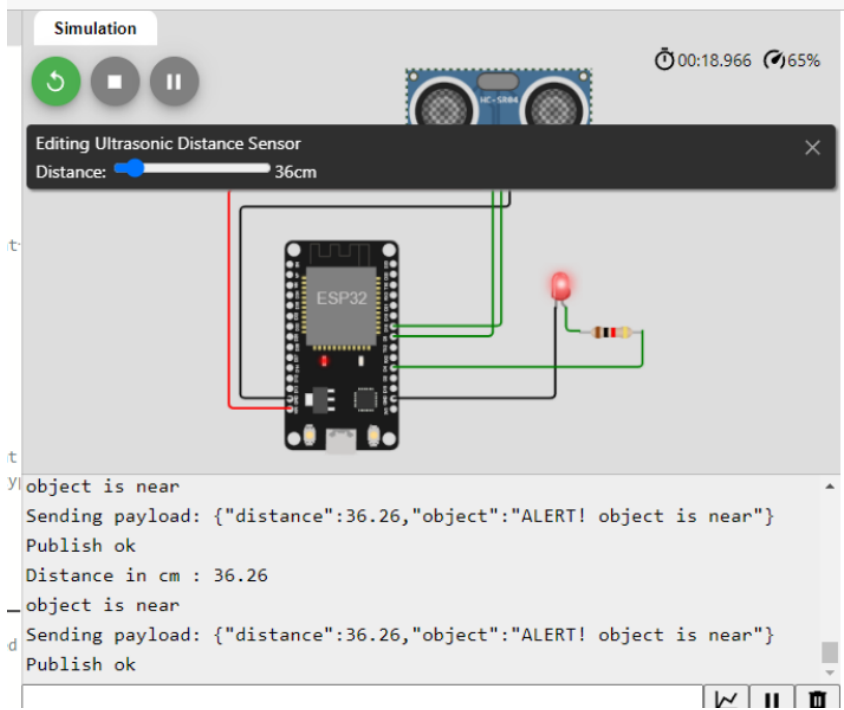 Simulation
00:18.966 65%
HC-SR04
Editing Ultrasonic Distance Sensor
Distance: 36cm
ESP32
object is near
Sending payload: {"distance":36.26,"object":"ALERT! object is near"}
Publish ok
Distance in cm : 36.26
object is near
Sending payload: {"distance":36.26,"object":"ALERT! object is near"}
Publish ok